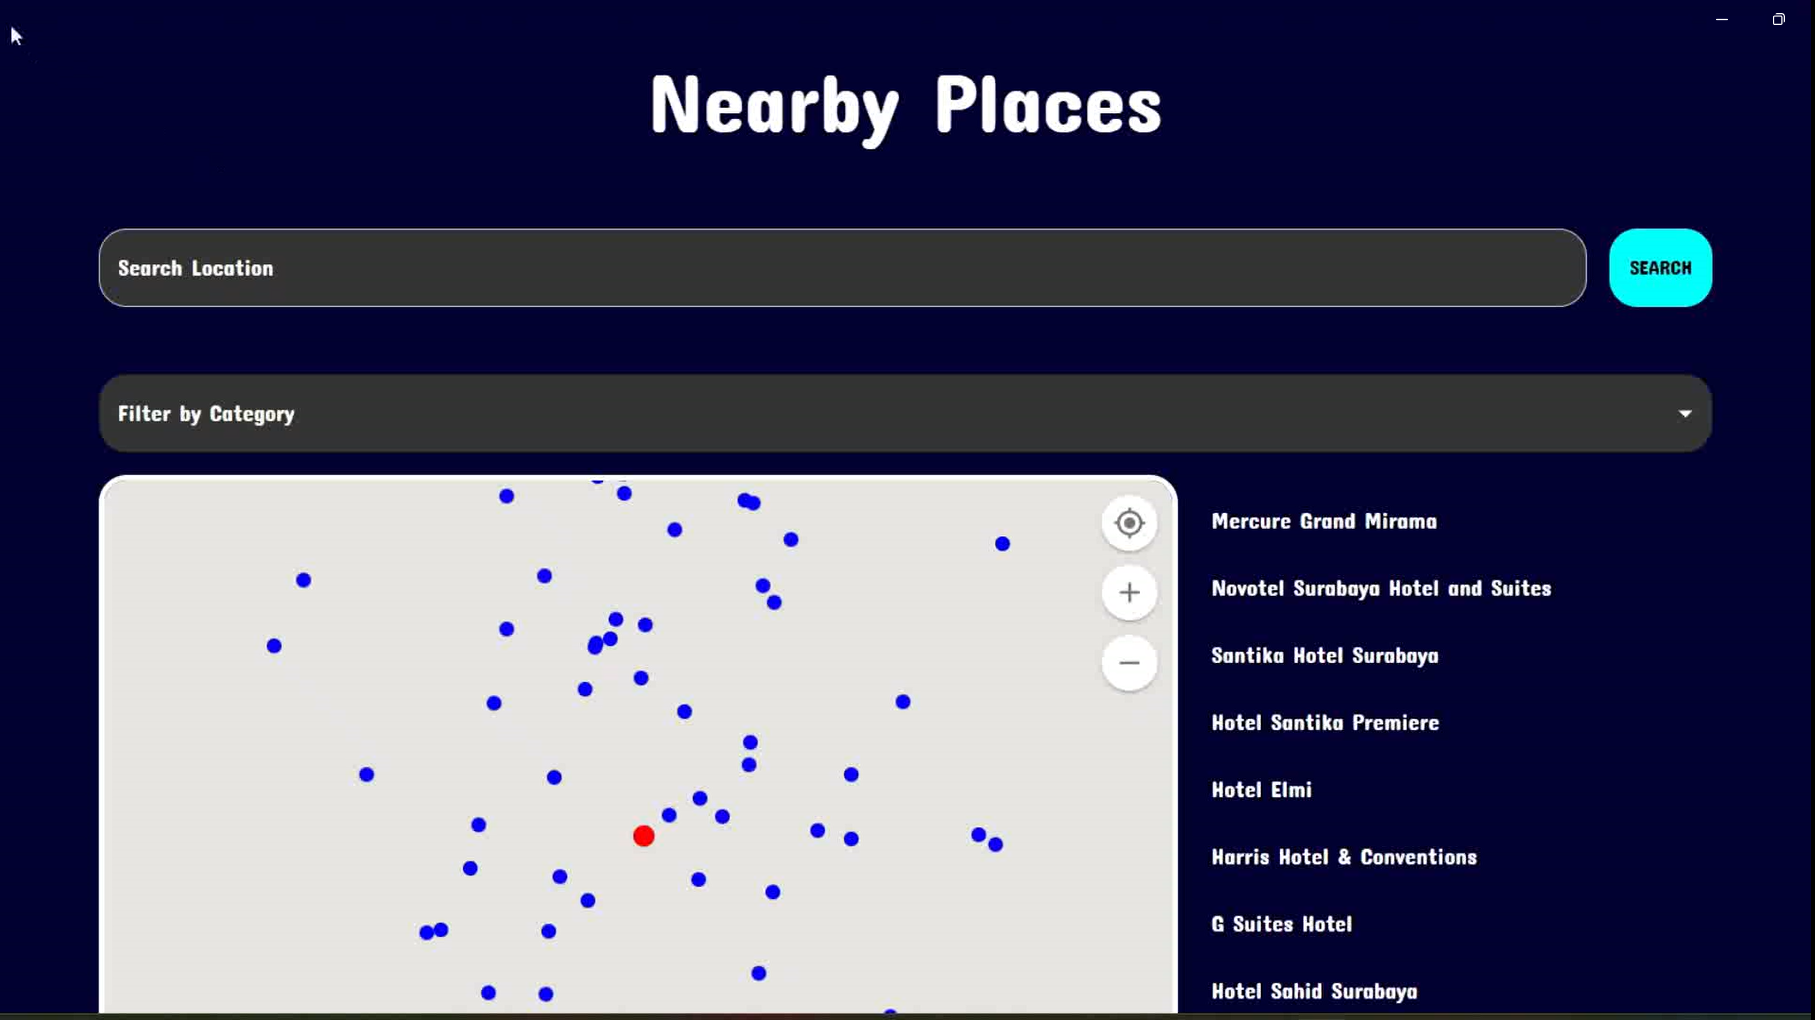 Nearby Places
Search Location
SEARCH
Filter by Category
Mercure Grand Mirama
Novotel Surabaya Hotel and Suites
Santika Hotel Surabaya
Hotel Santika Premiere
Hotel Elmi
Harris Hotel & Conventions
G Suites Hotel
Hotel Sahid Surabaya